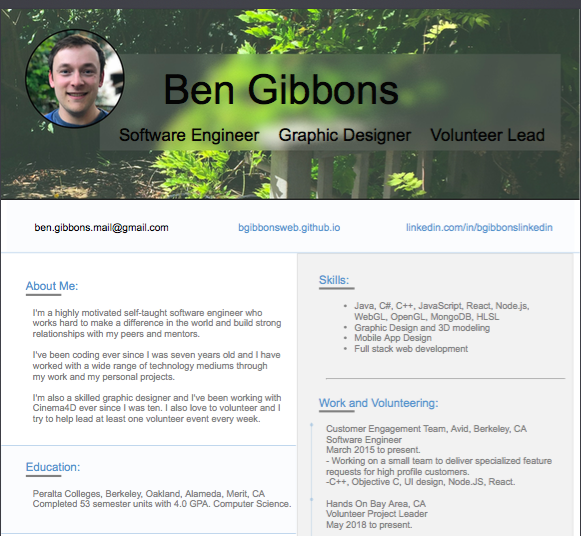 Ben Gibbons
Software Engineer Graphic Designer Volunteer Lead
ben.gibbons.mail@gmail.com bgibbonsweb.github.io linkedin.com/in/bgibbonslinkedin
About Me:
I'm a highly motivated self-taught software engineer who
works hard to make a difference in the world and build strong
relationships with my peers and mentors.
I've been coding ever since I was seven years old and I have
worked with a wide range of technology mediums through
my work and my personal projects.
I'm also a skilled graphic designer and I've been working with
Cinema4D ever since I was ten. I also love to volunteer and I
try to help lead at least one volunteer event every week.
Education:
Peralta Colleges, Berkeley, Oakland, Alameda, Merit, CA
Completed 53 semester units with 4.0 GPA. Computer Science.
Skills:
• Java, C#, C++, JavaScript, React, Node.js,
WebGL, OpenGL, MongoDB, HLSL
• Graphic Design and 3D modeling
• Mobile App Design
• Full stack web development
Work and Volunteering:
Customer Engagement Team, Avid, Berkeley, CA
Software Engineer
March 2015 to present.
- Working on a small team to deliver specialized feature
requests for high profile customers.
-C++, Objective C, UI design, Node.JS, React.
Hands On Bay Area, CA
Volunteer Project Leader
May 2018 to present.